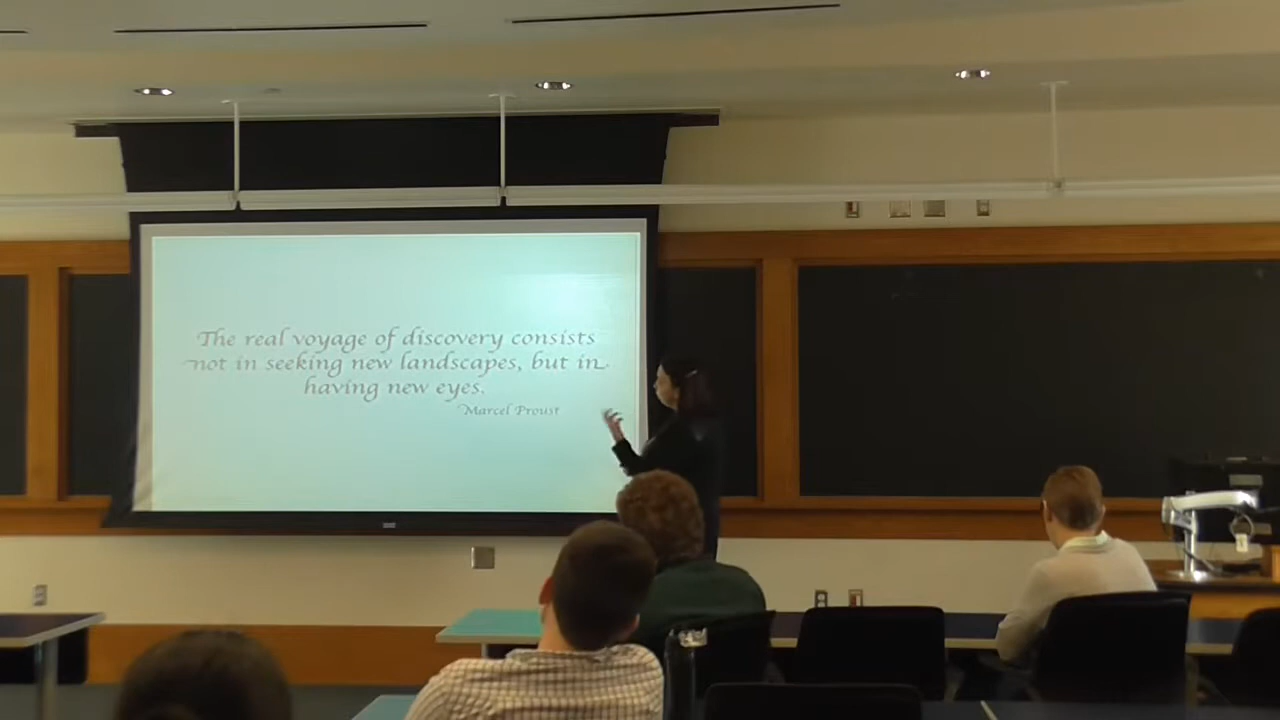 The real voyage of discovery consists
not in seeking new landscapes, but in
having new eyes.
Marcel Proust